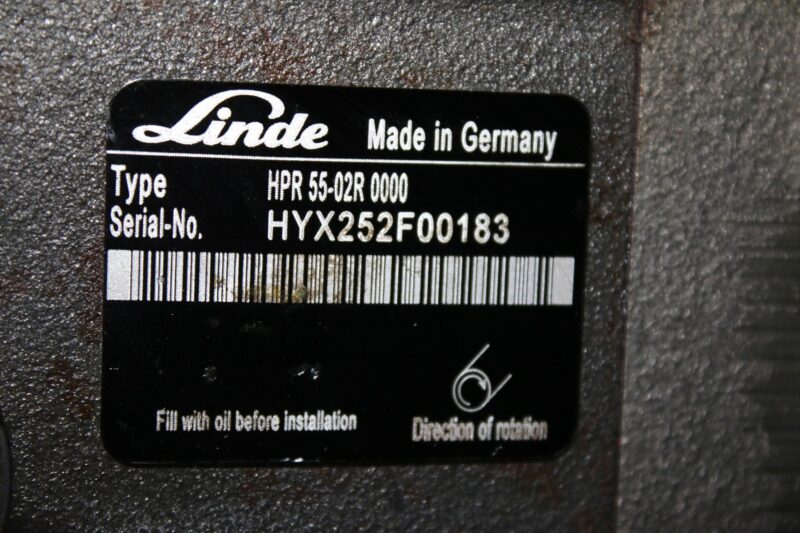 Linde Made in Germany
Type HPR 55-02R 0000
Serial-No. HYX252F00183
Fill with oil before installation
Direction of rotation